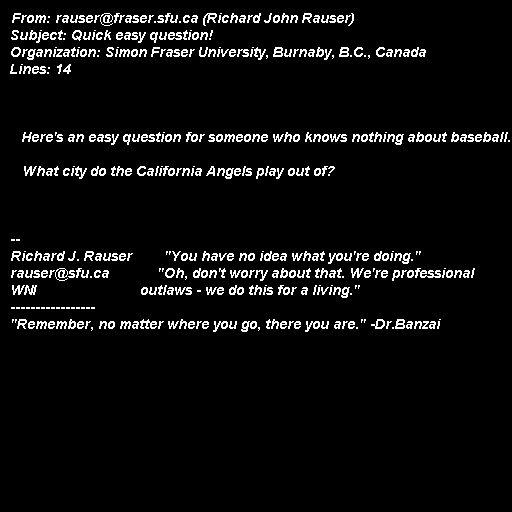 From: rauser@fraser.sfu.ca (Richard John Rauser)
Subject: Quick easy question!
Organization: Simon Fraser University, Burnaby, B.C., Canada
Lines: 14
Here's an easy question for someone who knows nothing about baseball.
What city do the California Angels play out of?
--
Richard J. Rauser        "You have no idea what you're doing."
rauser@sfu.ca            "Oh, don't worry about that. We're professional
WNI                          outlaws - we do this for a living."
-----------------
"Remember, no matter where you go, there you are." -Dr.Banzai